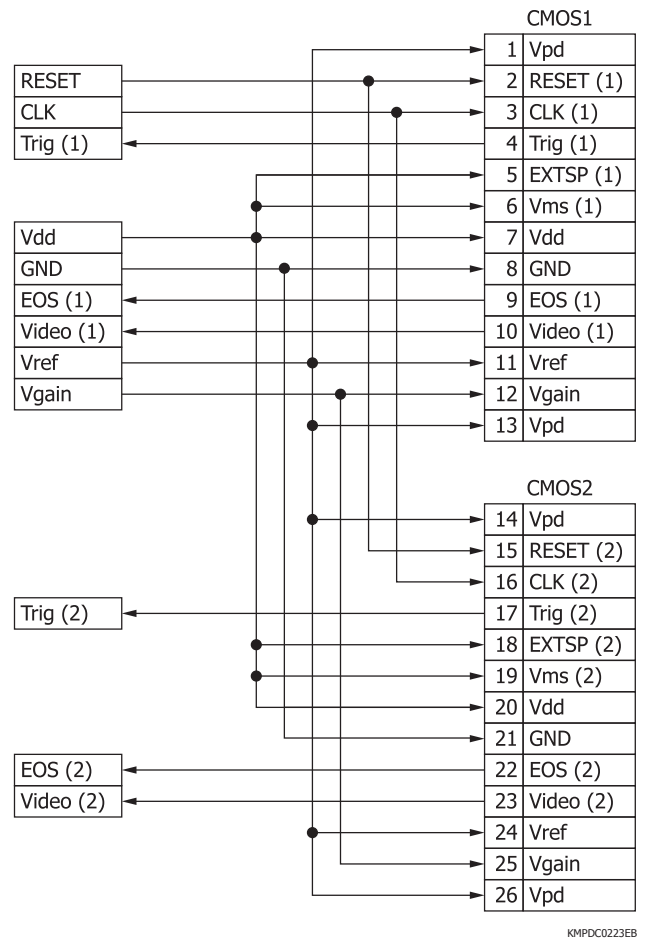 CMOS1
1 Vpd
RESET 2 RESET (1)
CLK 3 CLK (1)
Trig (1) 4 Trig (1)
5 EXTSP (1)
6 Vms (1)
Vdd 7 Vdd
GND 8 GND
EOS (1) 9 EOS (1)
Video (1) 10 Video (1)
Vref 11 Vref
Vgain 12 Vgain
13 Vpd
CMOS2
14 Vpd
15 RESET (2)
16 CLK (2)
Trig (2) 17 Trig (2)
18 EXTSP (2)
19 Vms (2)
20 Vdd
21 GND
EOS (2) 22 EOS (2)
Video (2) 23 Video (2)
24 Vref
25 Vgain
26 Vpd
KMPDC0223EB